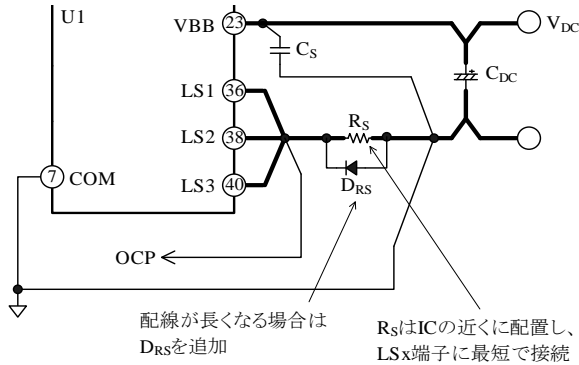 U1
VBB 23
VDC
CS
CDC
LS1 36
LS2 38
RS
DRS
LS3 40
7 COM
OCP
配線が長くなる場合は
DRSを追加
RSはICの近くに配置し、
LSx端子に最短で接続